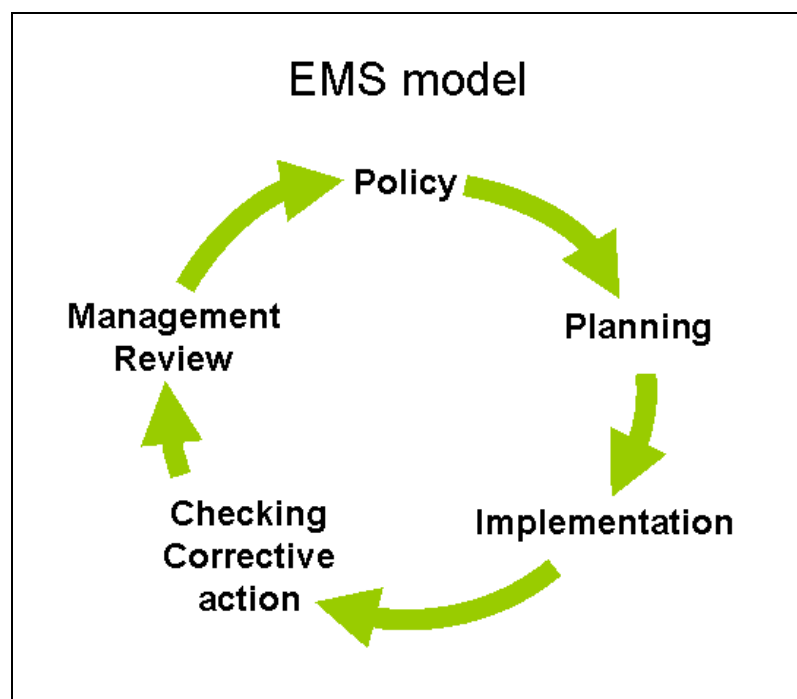 EMS model
Policy
Planning
Implementation
Checking
Corrective
action
Management
Review